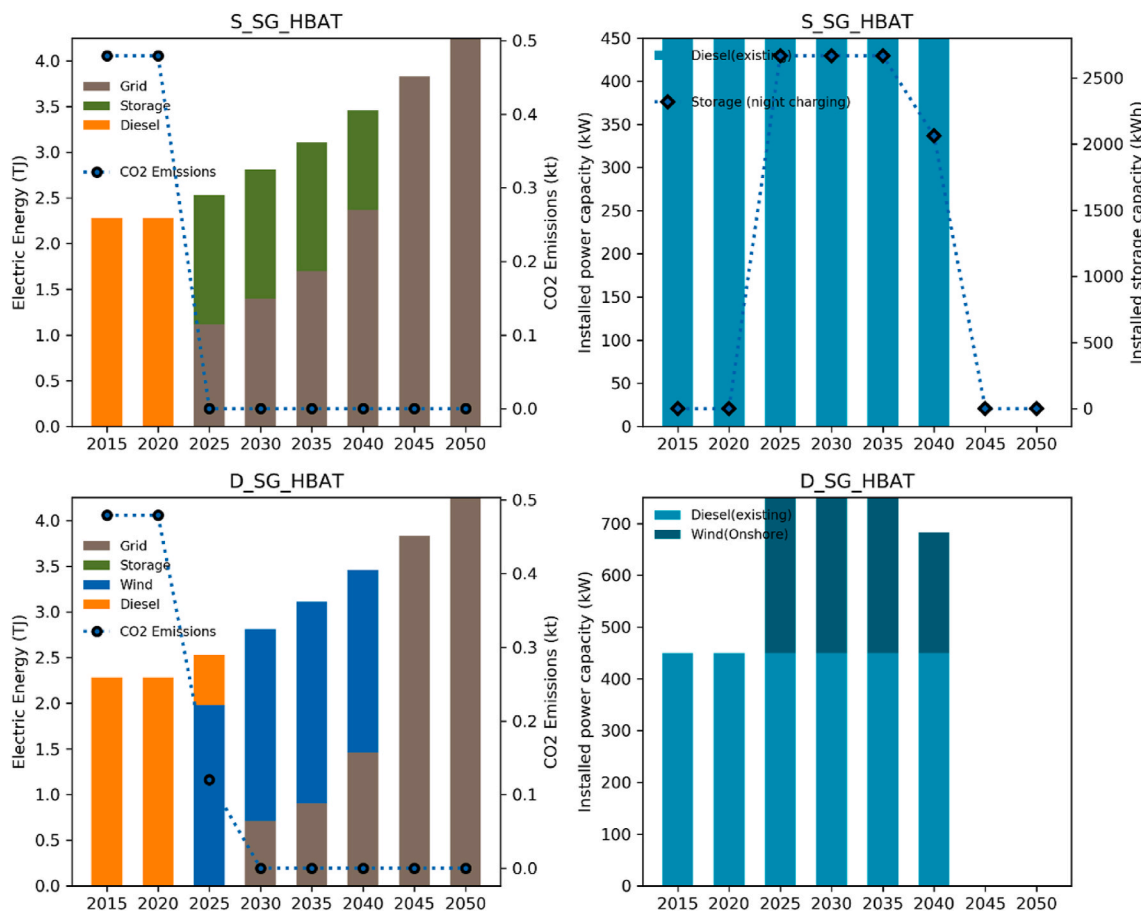 S_SG_HBAT
Electric Energy (TJ)
4.0
3.5
3.0
2.5
2.0
1.5
1.0
0.5
0.0
Grid
Storage
Diesel
CO2 Emissions
0.5
0.4
0.3
0.2
0.1
0.0
CO2 Emissions (kt)
2015 2020 2025 2030 2035 2040 2045 2050
S_SG_HBAT
Installed power capacity (kW)
450
400
350
300
250
200
150
100
50
0
Diesel(existing)
Storage (night charging)
2500
2000
1500
1000
500
0
Installed storage capacity (kWh)
2015 2020 2025 2030 2035 2040 2045 2050
D_SG_HBAT
Electric Energy (TJ)
4.0
3.5
3.0
2.5
2.0
1.5
1.0
0.5
0.0
Grid
Storage
Wind
Diesel
CO2 Emissions
0.5
0.4
0.3
0.2
0.1
0.0
CO2 Emissions (kt)
2015 2020 2025 2030 2035 2040 2045 2050
D_SG_HBAT
Installed power capacity (kW)
700
600
500
400
300
200
100
0
Diesel(existing)
Wind(Onshore)
2015 2020 2025 2030 2035 2040 2045 2050